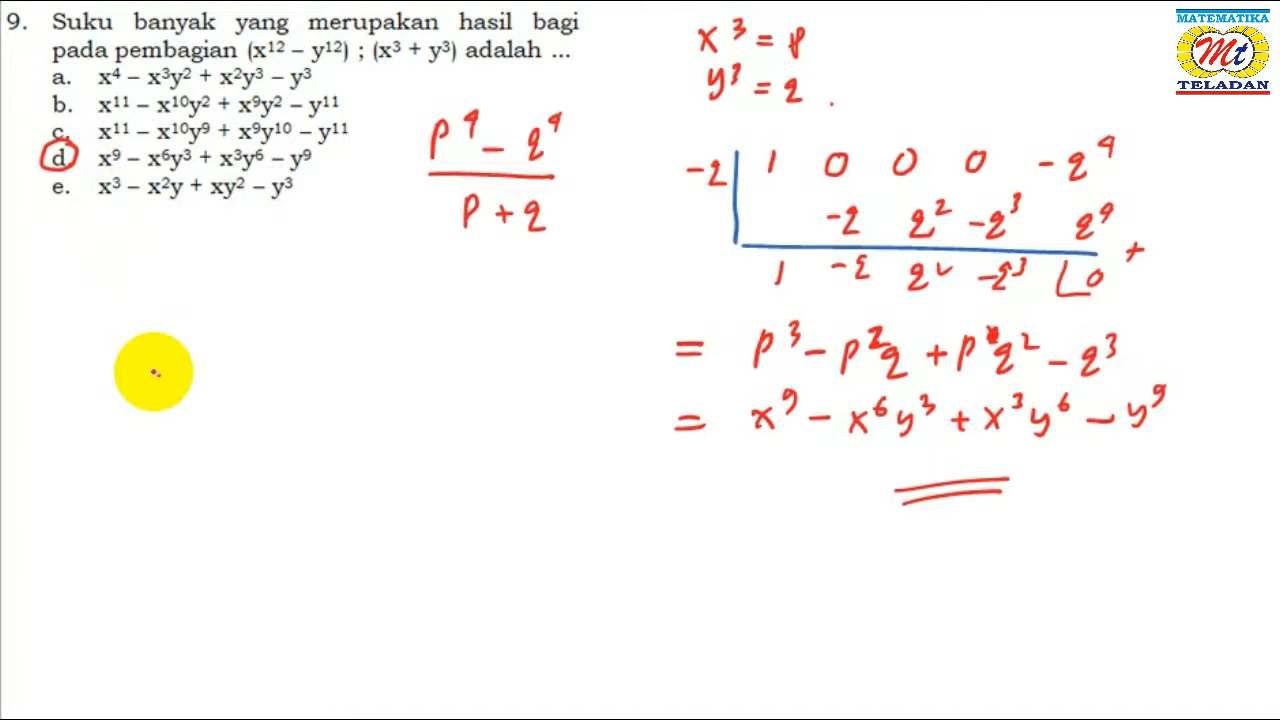 9. Suku banyak yang merupakan hasil bagi
pada pembagian (x¹² – y¹²) ; (x³ + y³) adalah ...
a. x⁴ – x³y² + x²y³ – y³
b. x¹¹ – x¹⁰y² + x⁹y² – y¹¹
c. x¹¹ – x¹⁰y⁹ + x⁹y¹⁰ – y¹¹
d. x⁹ – x⁶y³ + x³y⁶ – y⁹
e. x³ – x²y + xy² – y³
p⁴ – q⁴
p + q
x³ = p
y³ = q
-q | 1 0 0 0 -q⁴
-q q² -q³ q⁴ +
1 -q q² -q³ 0
= p³ – p²q + p q² – q³
= x⁹ – x⁶y³ + x³y⁶ – y⁹
MATEMATIKA
Mt
TELADAN